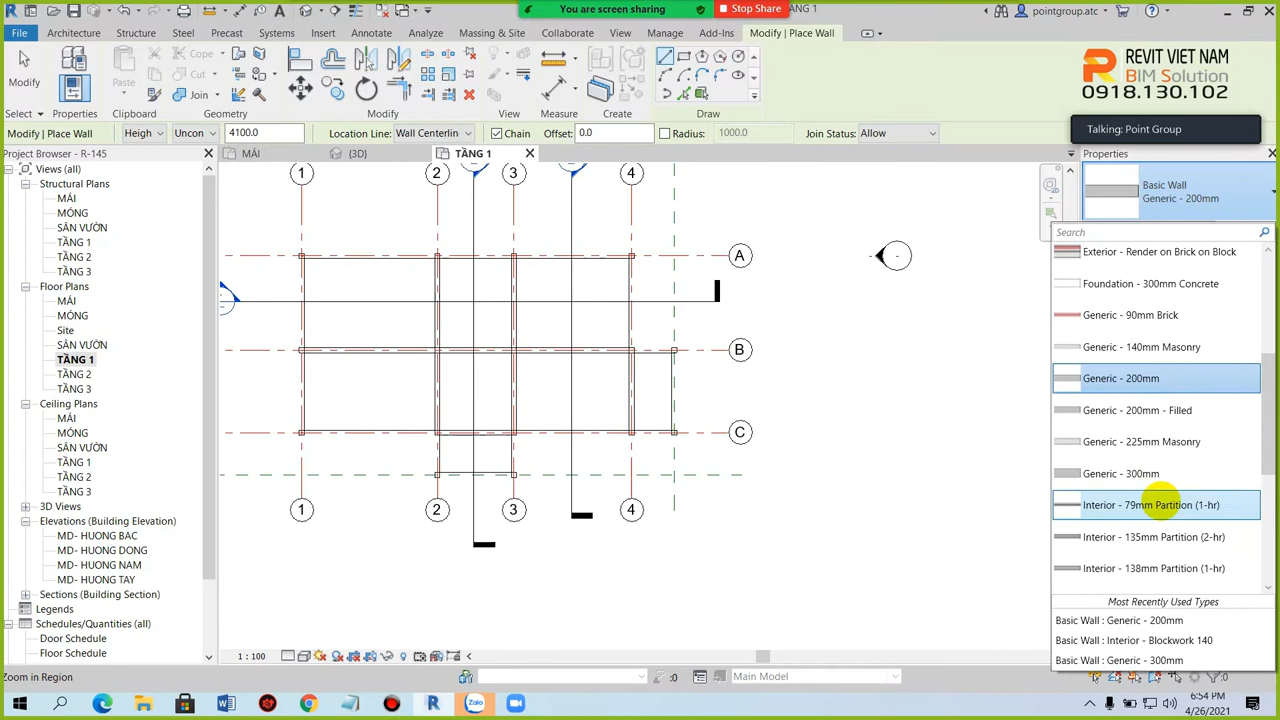 You are screen sharing
Stop Share
TẦNG 1
pointgroup.atc
File
Architecture
Structure
Steel
Precast
Systems
Insert
Annotate
Analyze
Massing & Site
Collaborate
View
Manage
Add-Ins
Modify | Place Wall
REVIT VIET NAM
BIM Solution
0918.130.102
Modify
Paste
Cope
Cut
Join
Select
Properties
Clipboard
Geometry
Modify
View
Measure
Create
Draw
Talking: Point Group
Modify | Place Wall
Heigh
Uncon
4100.0
Location Line:
Wall Centerlin
Chain
Offset:
0.0
Radius:
1000.0
Join Status:
Allow
Project Browser - R-145
MÁI
{3D}
TẦNG 1
Properties
Views (all)
Structural Plans
MÁI
MÓNG
SÂN VƯỜN
TẦNG 1
TẦNG 2
TẦNG 3
Floor Plans
MÁI
MÓNG
Site
SÂN VƯỜN
TẦNG 1
TẦNG 2
TẦNG 3
Ceiling Plans
MÁI
MÓNG
SÂN VƯỜN
TẦNG 1
TẦNG 2
TẦNG 3
3D Views
Elevations (Building Elevation)
MD- HUONG BAC
MD- HUONG DONG
MD- HUONG NAM
MD- HUONG TAY
Sections (Building Section)
Legends
Schedules/Quantities (all)
Door Schedule
Room Schedule
1
2
3
4
A
B
C
1
2
3
4
Basic Wall
Generic - 200mm
Search
Exterior - Render on Brick on Block
Foundation - 300mm Concrete
Generic - 90mm Brick
Generic - 140mm Masonry
Generic - 200mm
Generic - 200mm - Filled
Generic - 225mm Masonry
Generic - 300mm
Interior - 79mm Partition (1-hr)
Interior - 135mm Partition (2-hr)
Interior - 138mm Partition (1-hr)
Most Recently Used Types
Basic Wall : Generic - 200mm
Basic Wall : Interior - Blockwork 140
Basic Wall : Generic - 300mm
1 : 100
Zoom in Region
:0
Main Model
:0
6:54 PM
4/26/2021